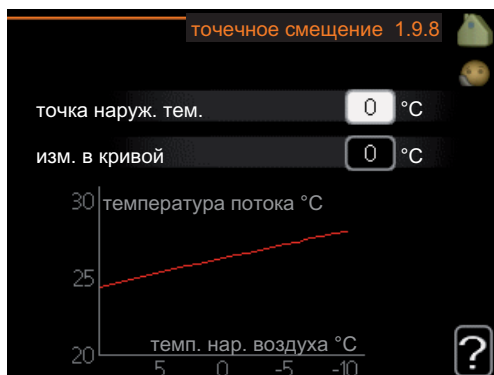 точечное смещение 1.9.8
точка наруж. тем. 0 °C
изм. в кривой 0 °C
30 температура потока °C
25
20 темп. нар. воздуха °C
5 0 -5 -10
?